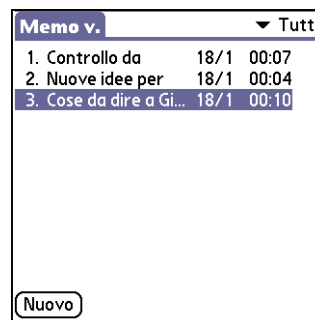 Memo v. Tutt
1. Controllo da 18/1 00:07
2. Nuove idee per 18/1 00:04
3. Cose da dire a Gi... 18/1 00:10
Nuovo